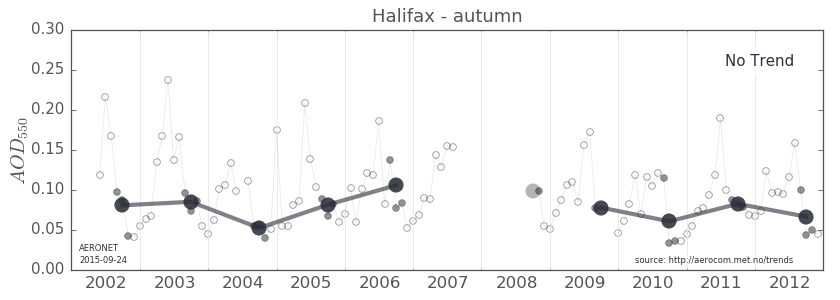 Halifax - autumn
0.30
0.25
0.20
0.15
0.10
0.05
0.00
AOD550
No Trend
AERONET
2015-09-24
source: http://aerocom.met.no/trends
2002 2003 2004 2005 2006 2007 2008 2009 2010 2011 2012